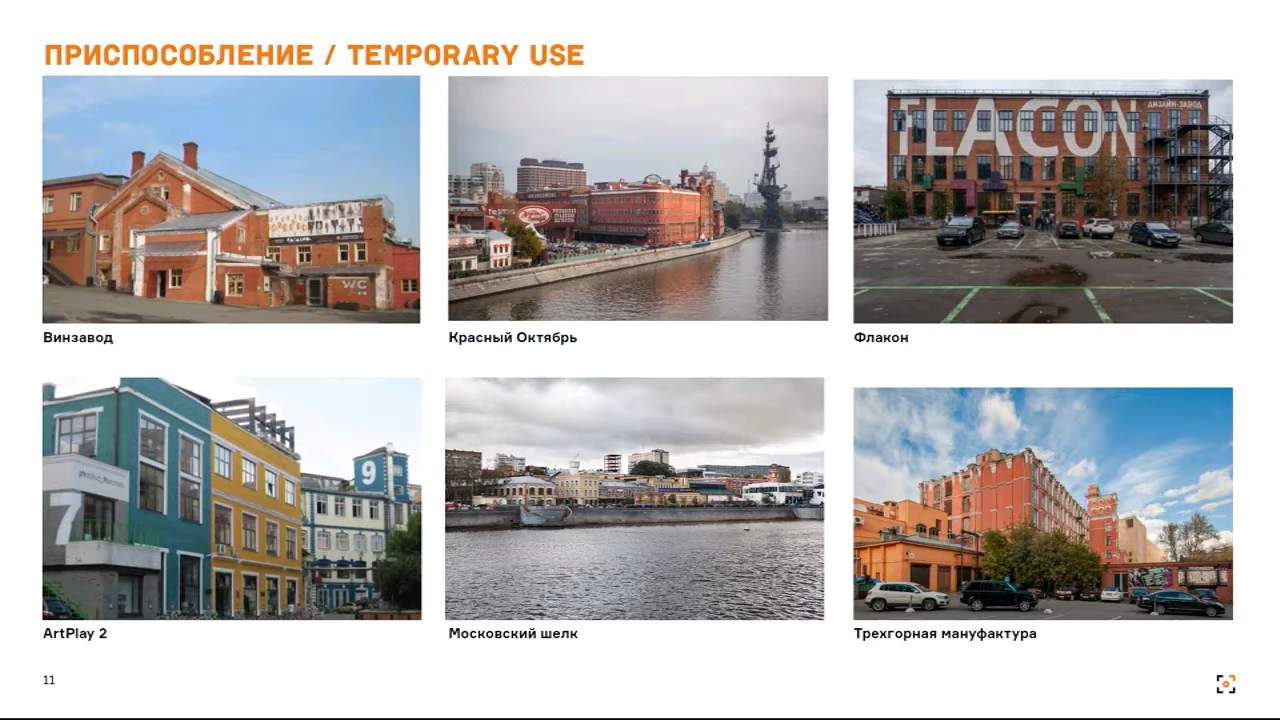 ПРИСПОСОБЛЕНИЕ / TEMPORARY USE
WC
FLACON
ДИЗАЙН-ЗАВОД
Винзавод
Красный Октябрь
Флакон
7
9
ArtPlay 2
Московский шелк
Трехгорная мануфактура
11